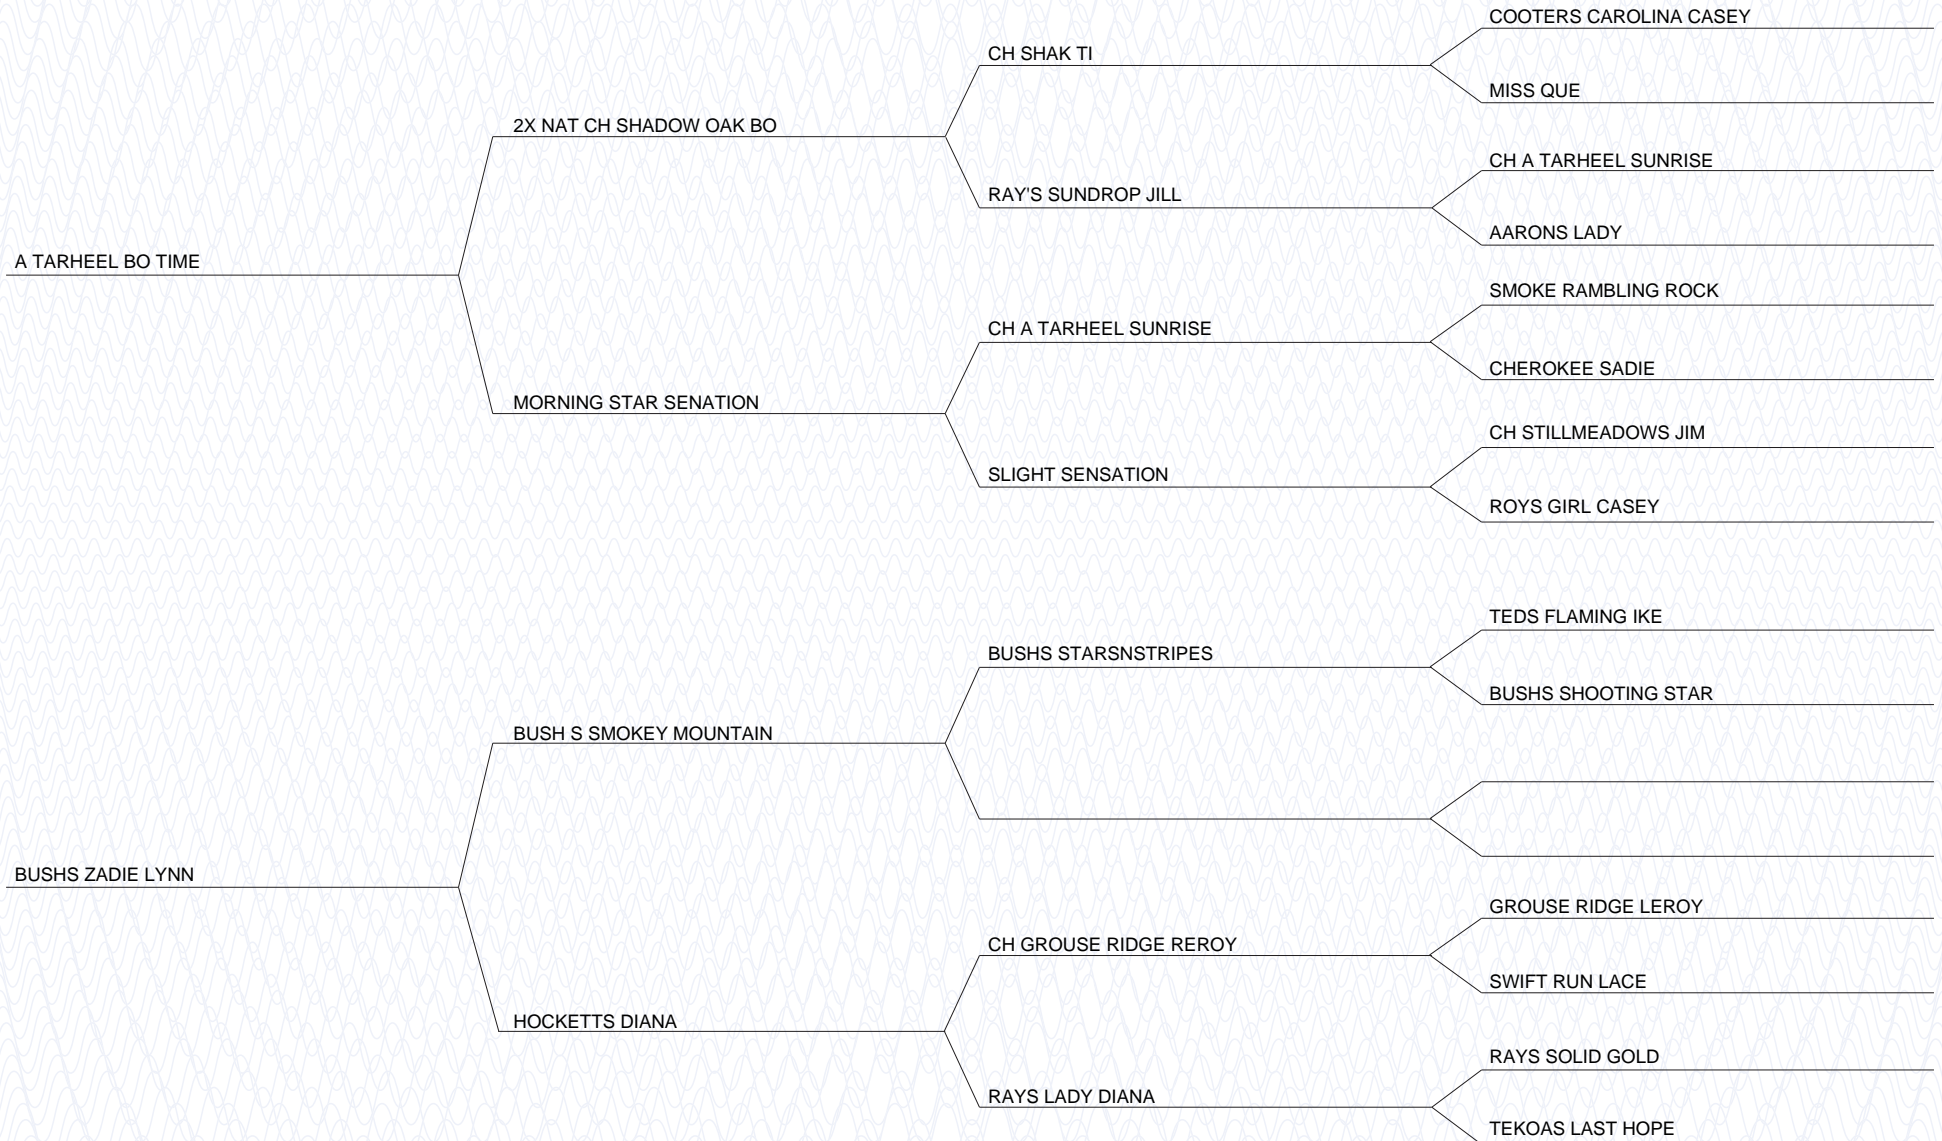 COOTERS CAROLINA CASEY
CH SHAK TI
MISS QUE
2X NAT CH SHADOW OAK BO
CH A TARHEEL SUNRISE
RAY'S SUNDROP JILL
AARONS LADY
A TARHEEL BO TIME
SMOKE RAMBLING ROCK
CH A TARHEEL SUNRISE
CHEROKEE SADIE
MORNING STAR SENATION
CH STILLMEADOWS JIM
SLIGHT SENSATION
ROYS GIRL CASEY
TEDS FLAMING IKE
BUSHS STARSNSTRIPES
BUSHS SHOOTING STAR
BUSH S SMOKEY MOUNTAIN
BUSHS ZADIE LYNN
GROUSE RIDGE LEROY
CH GROUSE RIDGE REROY
SWIFT RUN LACE
HOCKETTS DIANA
RAYS SOLID GOLD
RAYS LADY DIANA
TEKOAS LAST HOPE